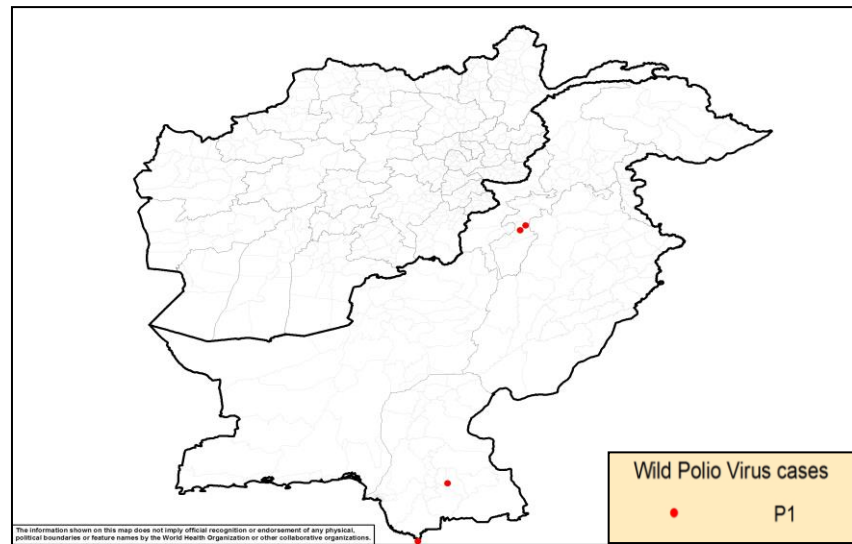 Wild Polio Virus cases
P1
The information shown on this map does not imply official recognition or endorsement of any physical,
political boundaries or feature names by the World Health Organization or other collaborative organizations.